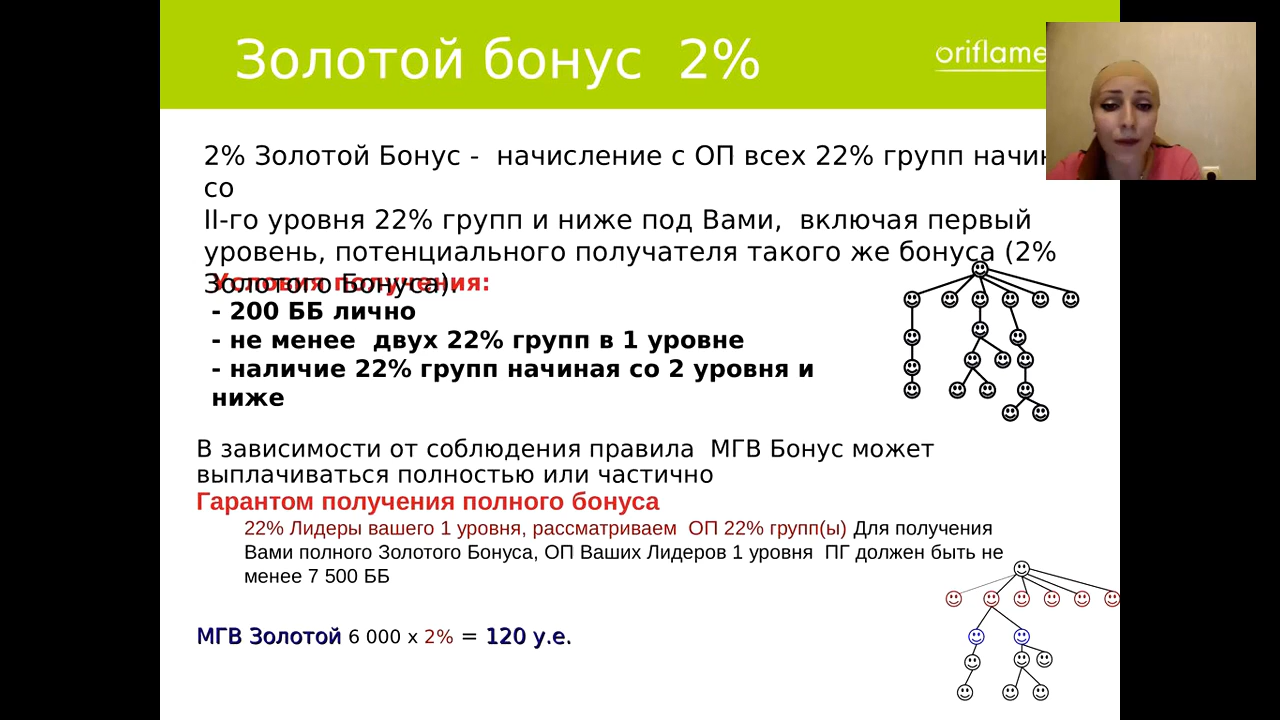 Золотой бонус 2%
oriflame
2% Золотой Бонус - начисление с ОП всех 22% групп
со
II-го уровня 22% групп и ниже под Вами, включая первый
уровень, потенциального получателя такого же бонуса (2%
Золотого Бонуса).
Условия получения:
- 200 ББ лично
- не менее двух 22% групп в 1 уровне
- наличие 22% групп начиная со 2 уровня и
ниже
В зависимости от соблюдения правила МГВ Бонус может
выплачиваться полностью или частично
Гарантом получения полного бонуса
22% Лидеры вашего 1 уровня, рассматриваем ОП 22% групп(ы) Для получения
Вами полного Золотого Бонуса, ОП Ваших Лидеров 1 уровня ПГ должен быть не
менее 7 500 ББ
МГВ Золотой 6 000 x 2% = 120 у.е.